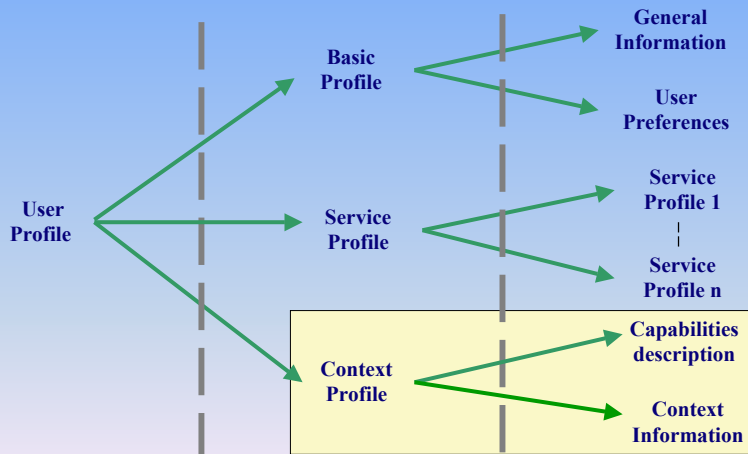 General
Information
Basic
Profile
User
Preferences
User
Profile
Service
Profile
Service
Profile 1
Service
Profile n
Context
Profile
Capabilities
description
Context
Information